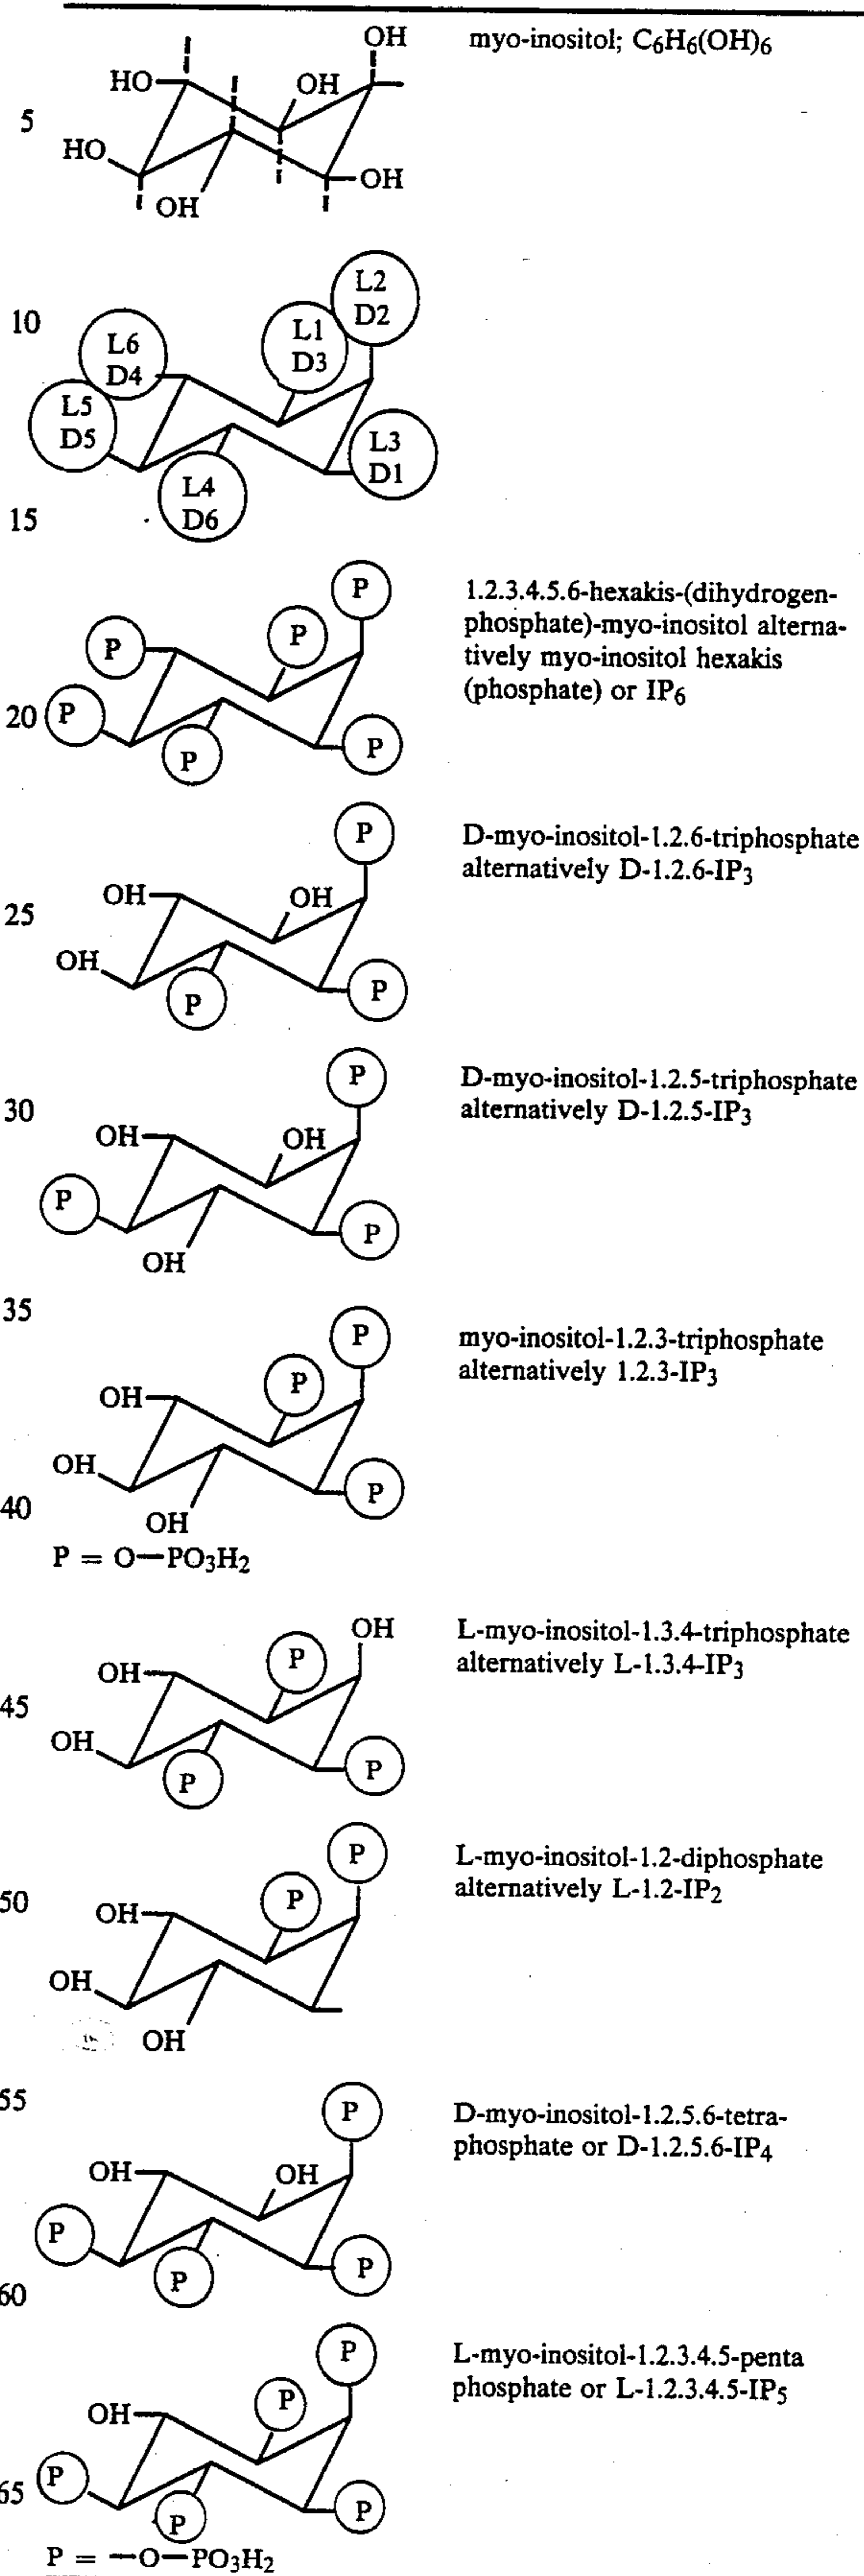 OH
myo-inositol; C6H6(OH)6
HO
OH
5
HO
OH
OH
L2
D2
10
L1
D3
L6
D4
L5
D5
L3
D1
L4
D6
15
P
1.2.3.4.5.6-hexakis-(dihydrogen-
phosphate)-myo-inositol alterna-
tively myo-inositol hexakis
(phosphate) or IP6
P
P
20
P
P
P
P
D-myo-inositol-1.2.6-triphosphate
alternatively D-1.2.6-IP3
OH
OH
25
OH
P
P
P
D-myo-inositol-1.2.5-triphosphate
alternatively D-1.2.5-IP3
30
OH
OH
P
P
OH
35
P
myo-inositol-1.2.3-triphosphate
alternatively 1.2.3-IP3
P
OH
OH
P
40
OH
P = O—PO3H2
OH
L-myo-inositol-1.3.4-triphosphate
alternatively L-1.3.4-IP3
P
OH
45
OH
P
P
P
L-myo-inositol-1.2-diphosphate
alternatively L-1.2-IP2
P
50
OH
OH
OH
55
P
D-myo-inositol-1.2.5.6-tetra-
phosphate or D-1.2.5.6-IP4
OH
OH
P
P
P
60
P
L-myo-inositol-1.2.3.4.5-penta
phosphate or L-1.2.3.4.5-IP5
P
OH
65
P
P
P
P = —O—PO3H2